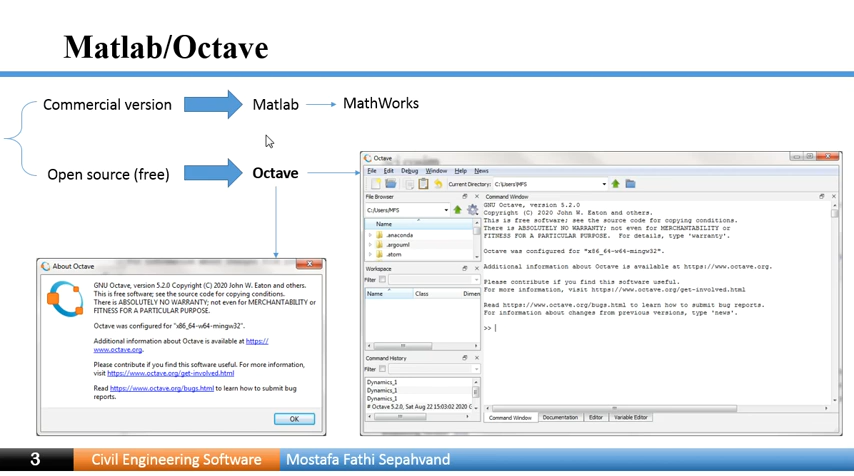 Matlab/Octave
Commercial version
Matlab
MathWorks
Open source (free)
Octave
About Octave
GNU Octave, version 5.2.0 Copyright (C) 2020 John W. Eaton and others.
This is free software; see the source code for copying conditions.
There is ABSOLUTELY NO WARRANTY; not even for MERCHANTABILITY or
FITNESS FOR A PARTICULAR PURPOSE.
Octave was configured for "x86_64-w64-mingw32".
Additional information about Octave is available at https://
www.octave.org.
Please contribute if you find this software useful. For more information,
visit https://www.octave.org/get-involved.html
Read https://www.octave.org/bugs.html to learn how to submit bug
reports.
OK
Octave
File Edit Debug Window Help News
Current Directory: C:\Users\MFS
File Browser
C:/Users/MFS
Name
.anaconda
.argouml
.atom
Workspace
Filter
Name Class Dimen
Command History
Filter
Dynamics_1
Dynamics_1
Dynamics_1
# Octave 5.2.0, Sat Aug 22 15:03:02 2020 G
Dynamics_1
Command Window
GNU Octave, version 5.2.0
Copyright (C) 2020 John W. Eaton and others.
This is free software; see the source code for copying conditions.
There is ABSOLUTELY NO WARRANTY; not even for MERCHANTABILITY or
FITNESS FOR A PARTICULAR PURPOSE.  For details, type 'warranty'.
Octave was configured for "x86_64-w64-mingw32".
Additional information about Octave is available at https://www.octave.org.
Please contribute if you find this software useful.
For more information, visit https://www.octave.org/get-involved.html
Read https://www.octave.org/bugs.html to learn how to submit bug reports.
For information about changes from previous versions, type 'news'.
>>
Command Window Documentation Editor Variable Editor
3 Civil Engineering Software Mostafa Fathi Sepahvand